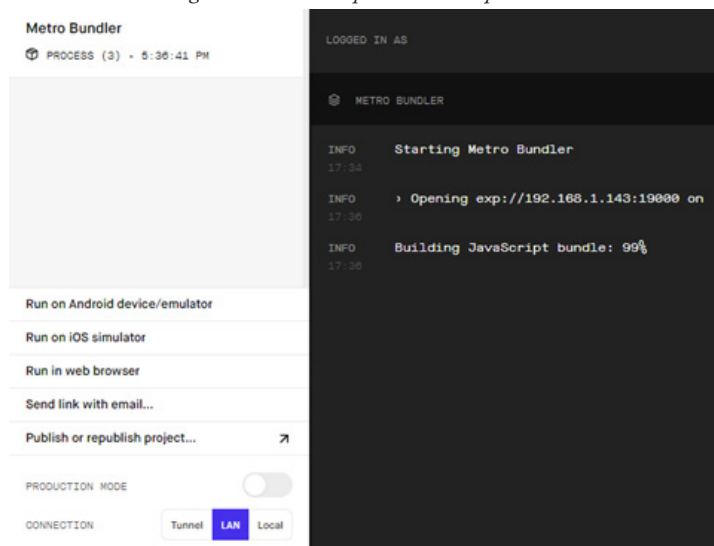 Metro Bundler
PROCESS (3) - 5:36:41 PM
Run on Android device/emulator
Run on iOS simulator
Run in web browser
Send link with email...
Publish or republish project...
PRODUCTION MODE
CONNECTION Tunnel LAN Local
LOGGED IN AS
METRO BUNDLER
INFO Starting Metro Bundler
17:34
INFO › Opening exp://192.168.1.143:19000 on
17:36
INFO Building JavaScript bundle: 99%
17:36